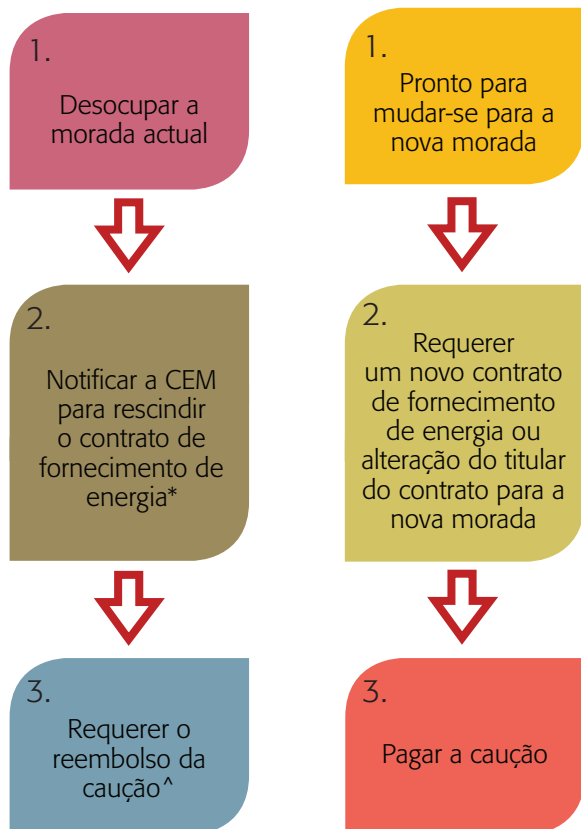 1.
Desocupar a
morada actual
2.
Notificar a CEM
para rescindir
o contrato de
fornecimento de
energia*
3.
Requerer o
reembolso da
caução^
1.
Pronto para
mudar-se para a
nova morada
2.
Requerer
um novo contrato
de fornecimento
de energia ou
alteração do titular
do contrato para a
nova morada
3.
Pagar a caução